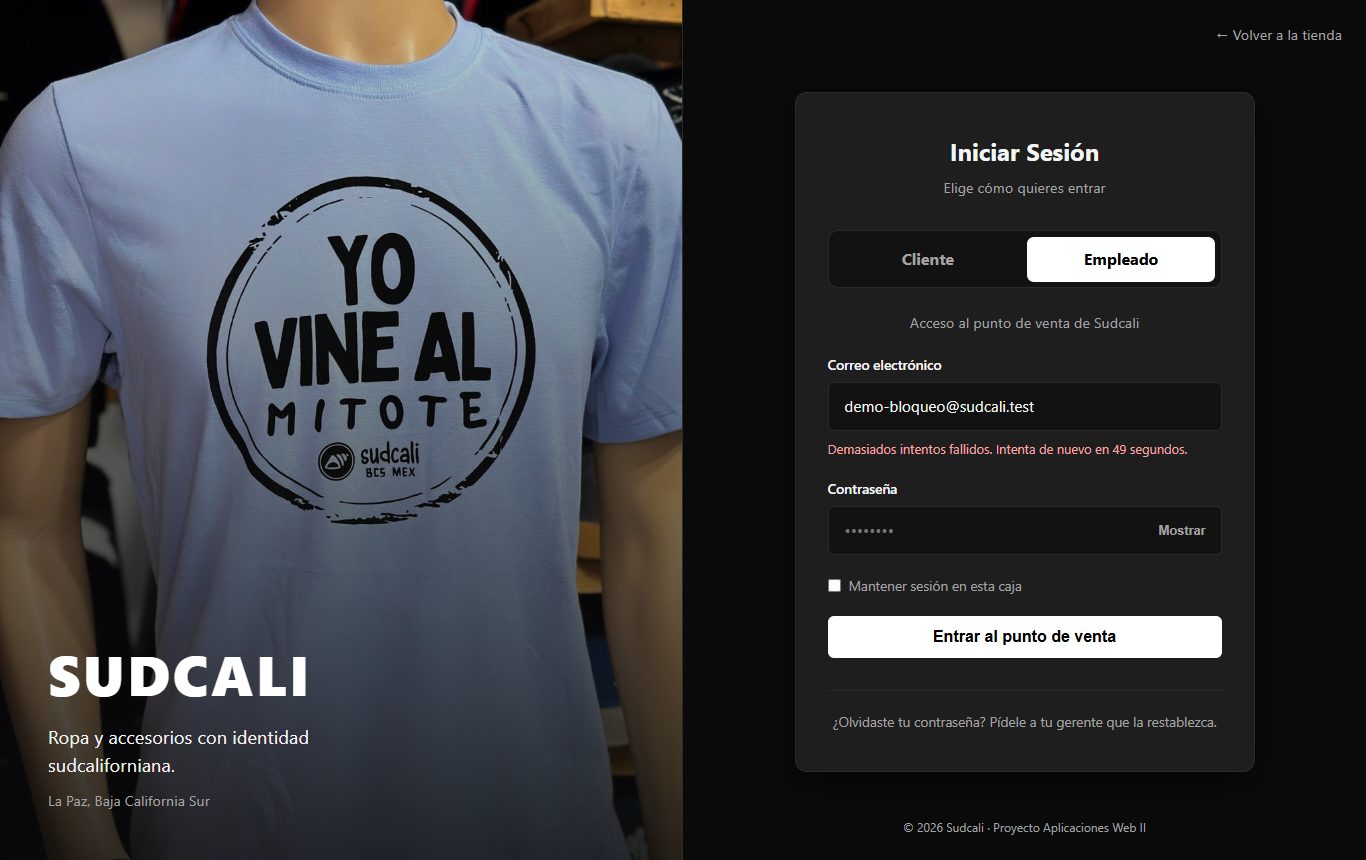 YO
VINE AL
MITOTE
sudcali
BCS MEX
SUDCALI
Ropa y accesorios con identidad
sudcaliforniana.
La Paz, Baja California Sur
← Volver a la tienda
Iniciar Sesión
Elige cómo quieres entrar
Cliente
Empleado
Acceso al punto de venta de Sudcali
Correo electrónico
demo-bloqueo@sudcali.test
Demasiados intentos fallidos. Intenta de nuevo en 49 segundos.
Contraseña
••••••••
Mostrar
Mantener sesión en esta caja
Entrar al punto de venta
¿Olvidaste tu contraseña? Pídele a tu gerente que la restablezca.
© 2026 Sudcali · Proyecto Aplicaciones Web II